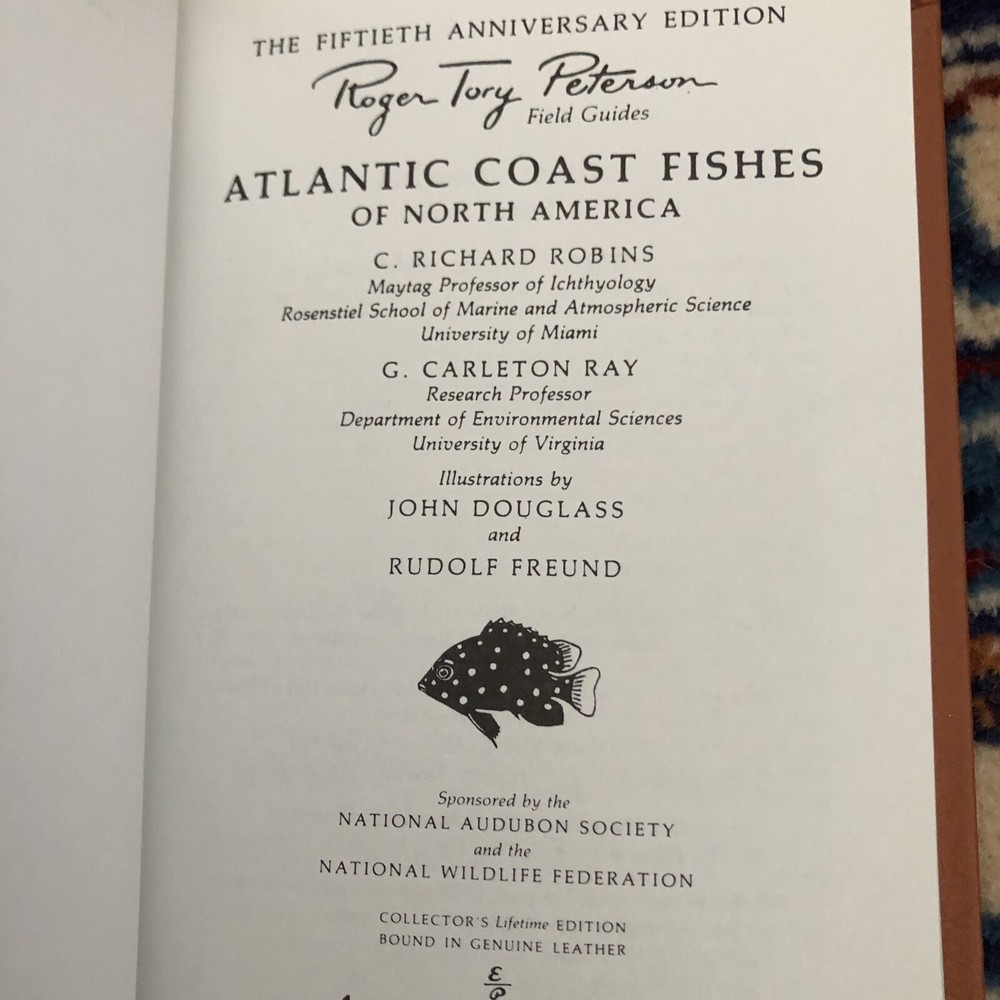 THE FIFTIETH ANNIVERSARY EDITION
Roger Tory Peterson
Field Guides
ATLANTIC COAST FISHES
OF NORTH AMERICA
C. RICHARD ROBINS
Maytag Professor of Ichthyology
Rosenstiel School of Marine and Atmospheric Science
University of Miami
G. CARLETON RAY
Research Professor
Department of Environmental Sciences
University of Virginia
Illustrations by
JOHN DOUGLASS
and
RUDOLF FREUND
Sponsored by the
NATIONAL AUDUBON SOCIETY
and the
NATIONAL WILDLIFE FEDERATION
COLLECTOR'S Lifetime EDITION
BOUND IN GENUINE LEATHER